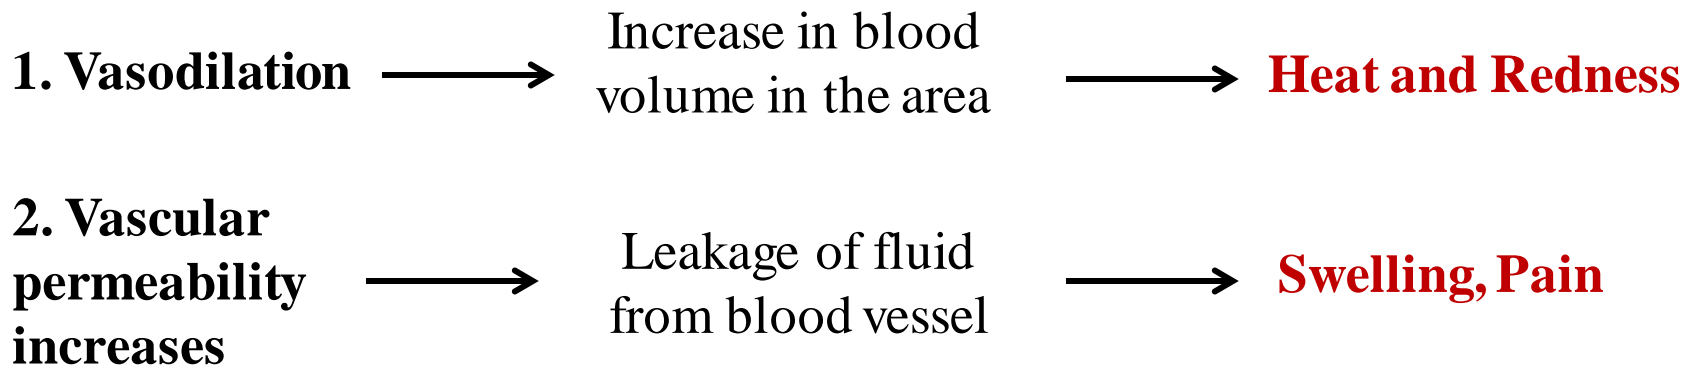 1. Vasodilation
Increase in blood
volume in the area
Heat and Redness
2. Vascular
permeability
increases
Leakage of fluid
from blood vessel
Swelling, Pain